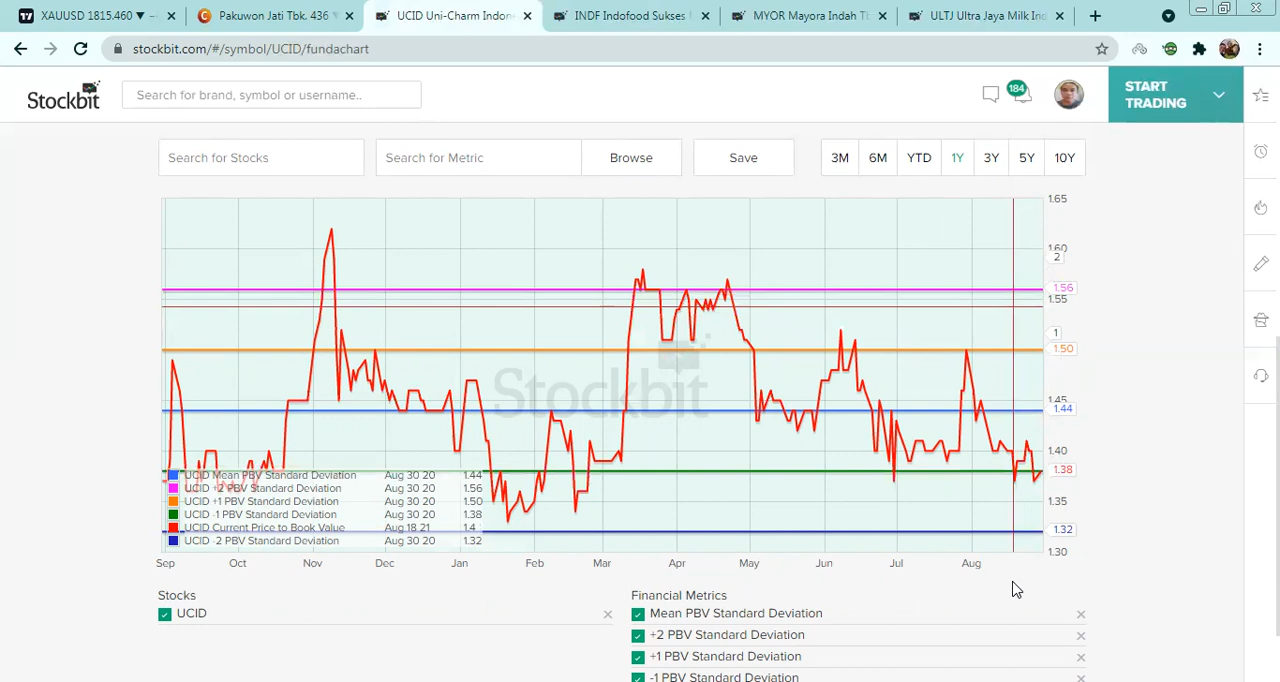 XAUUSD 1815.460 ▼ −
Pakuwon Jati Tbk. 436
UCID Uni-Charm Indone
INDF Indofood Sukses
MYOR Mayora Indah Tb
ULTJ Ultra Jaya Milk Ind
stockbit.com/#/symbol/UCID/fundachart
Stockbit
Search for brand, symbol or username..
184
START TRADING
Search for Stocks
Search for Metric
Browse
Save
3M 6M YTD 1Y 3Y 5Y 10Y
1.65
1.60
2
1.56
1.55
1
1.50
1.45
1.44
1.40
1.38
1.35
1.32
1.30
Stockbit
UCID Mean PBV Standard Deviation Aug 30 20 1.44
UCID +2 PBV Standard Deviation Aug 30 20 1.56
UCID +1 PBV Standard Deviation Aug 30 20 1.50
UCID -1 PBV Standard Deviation Aug 30 20 1.38
UCID Current Price to Book Value Aug 18 21 1.4
UCID -2 PBV Standard Deviation Aug 30 20 1.32
Sep Oct Nov Dec Jan Feb Mar Apr May Jun Jul Aug
Stocks
UCID
Financial Metrics
Mean PBV Standard Deviation
+2 PBV Standard Deviation
+1 PBV Standard Deviation
-1 PBV Standard Deviation